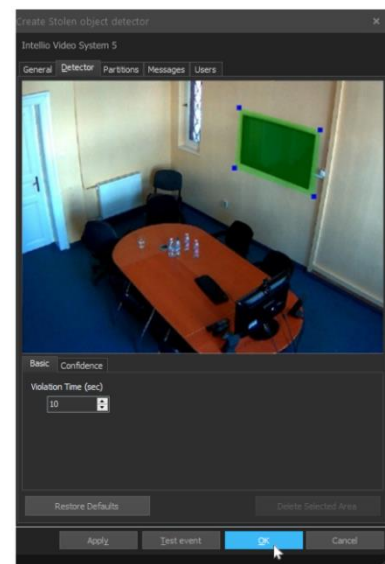 Create Stolen object detector
Intellio Video System 5
General Detector Partitions Messages Users
Basic Confidence
Violation Time (sec)
10
Restore Defaults Delete Selected Area
Apply Test event OK Cancel